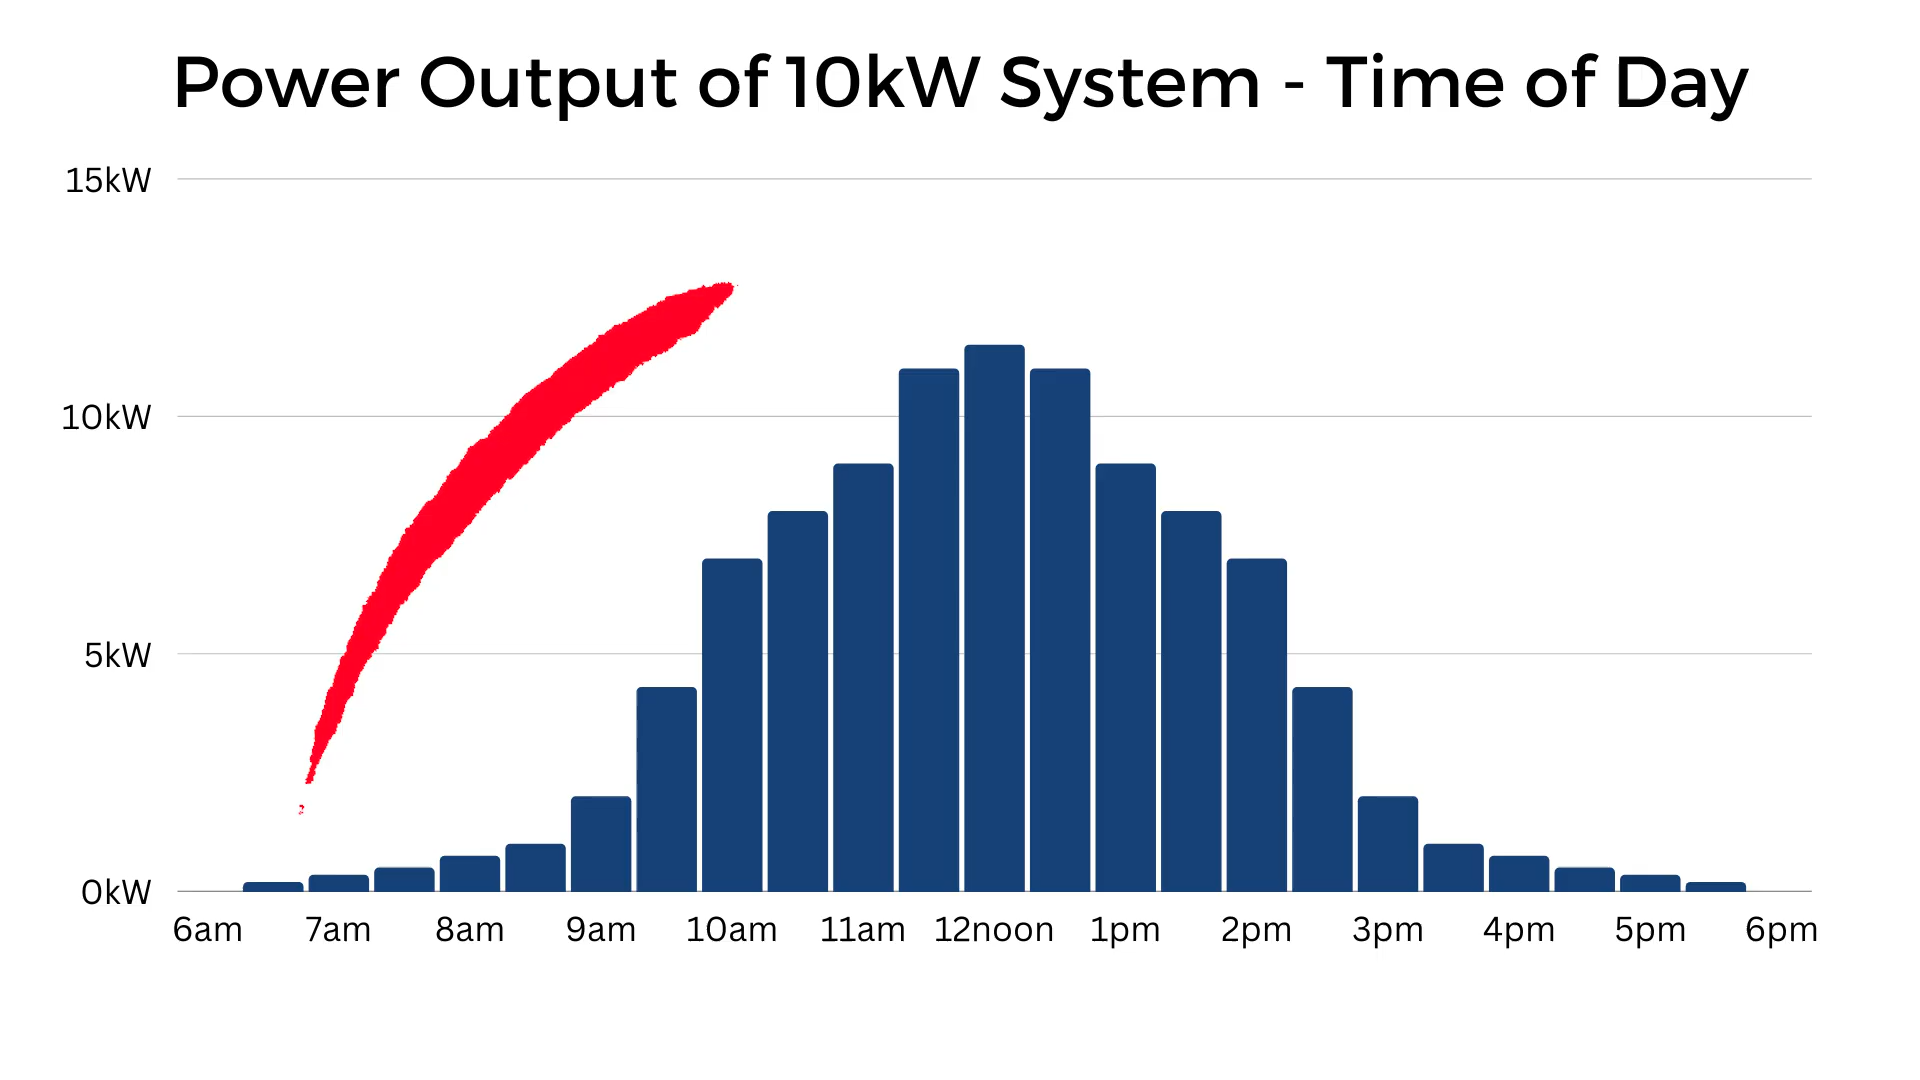 Power Output of 10kW System - Time of Day
15kW
10kW
5kW
0kW
6am 7am 8am 9am 10am 11am 12noon 1pm 2pm 3pm 4pm 5pm 6pm